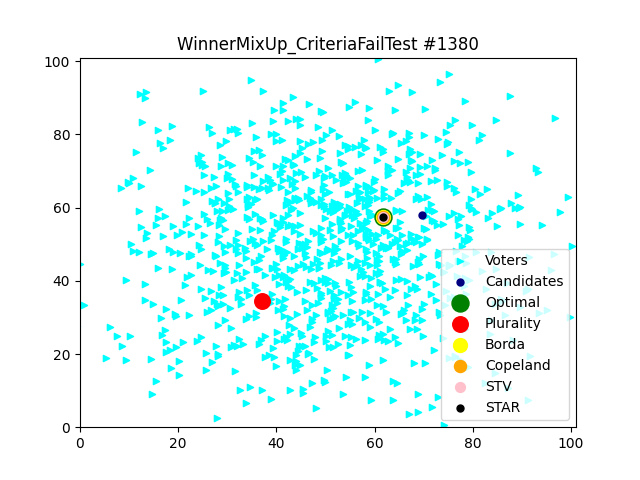 WinnerMixUp_CriteriaFailTest #1380
100
80
60
40
20
0
0
20
40
60
80
100
Voters
Candidates
Optimal
Plurality
Borda
Copeland
STV
STAR